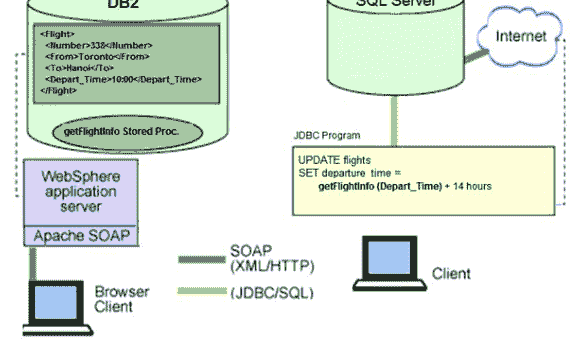 DB2
<Flight>
<Number>338</Number>
<From>Toronto</From>
<To>Hanoi</To>
<Depart_Time>10:00</Depart_Time>
</Flight>
getFlightInfo Stored Proc.
WebSphere
application
server
Apache SOAP
Browser
Client
SOAP
(XML/HTTP)
(JDBC/SQL)
SQL Server
Internet
JDBC Program
UPDATE flights
SET departure time =
getFlightInfo (Depart_Time) + 14 hours
Client